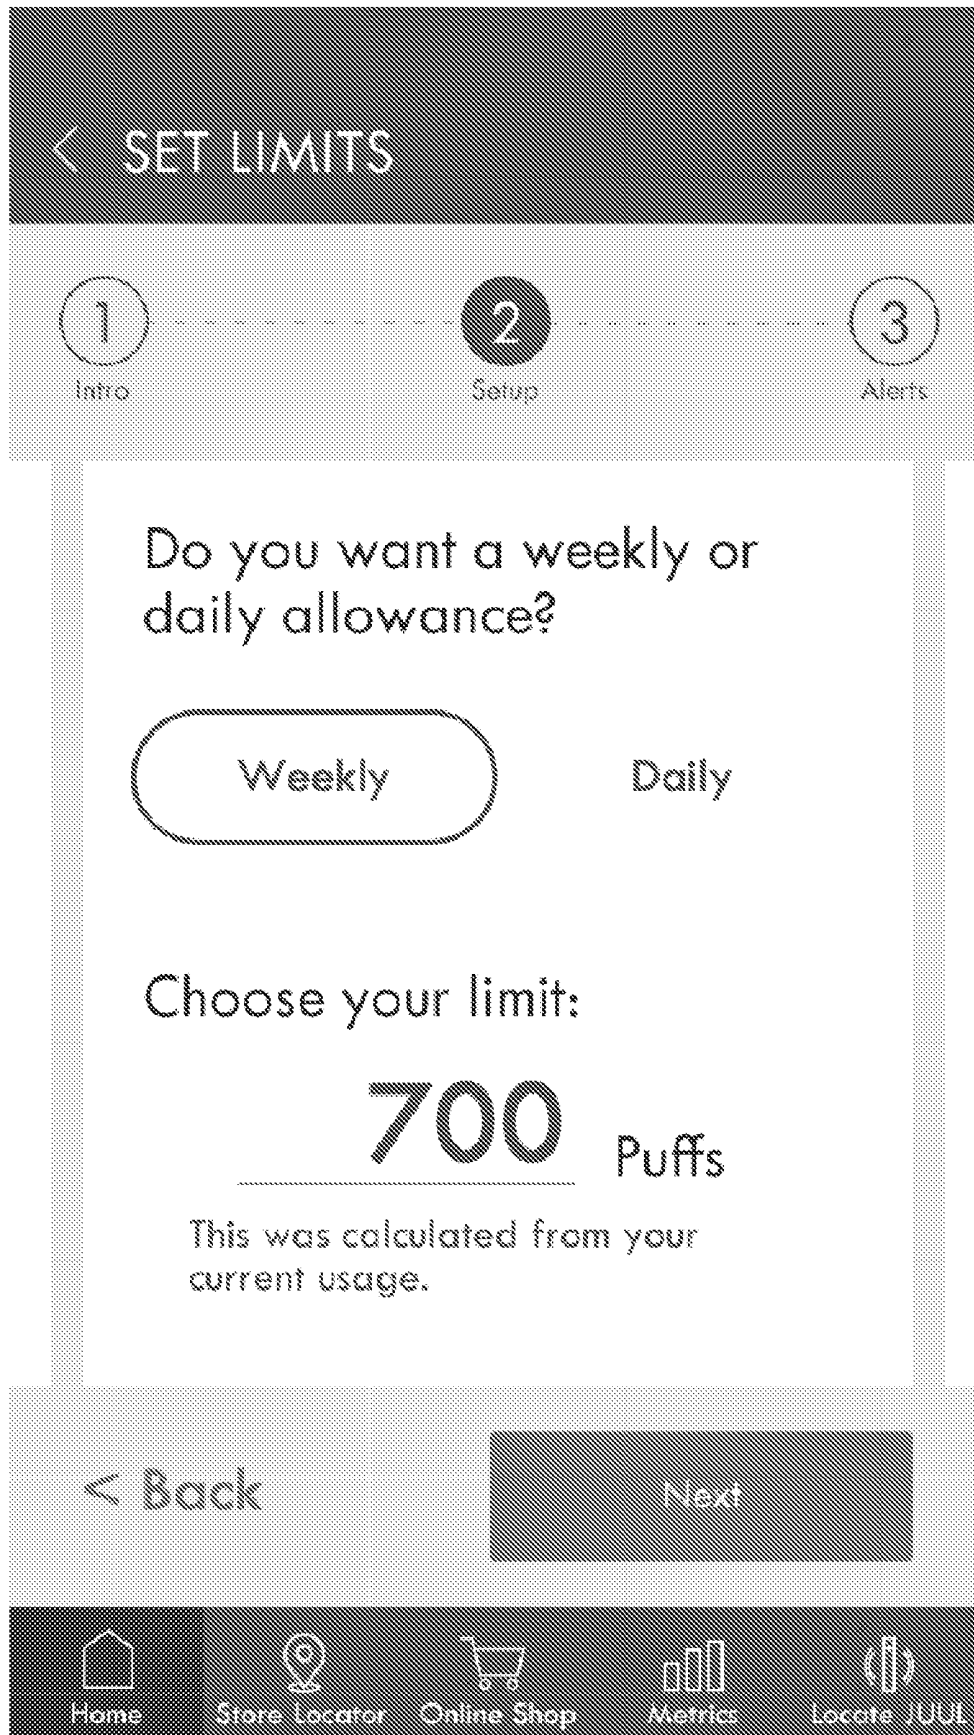 < SET LIMITS
1 2 3
Intro Setup Alerts
Do you want a weekly or
daily allowance?
Weekly Daily
Choose your limit:
700 Puffs
This was calculated from your
current usage.
< Back Next
Home Store Locator Online Shop Metrics Locate JUUL